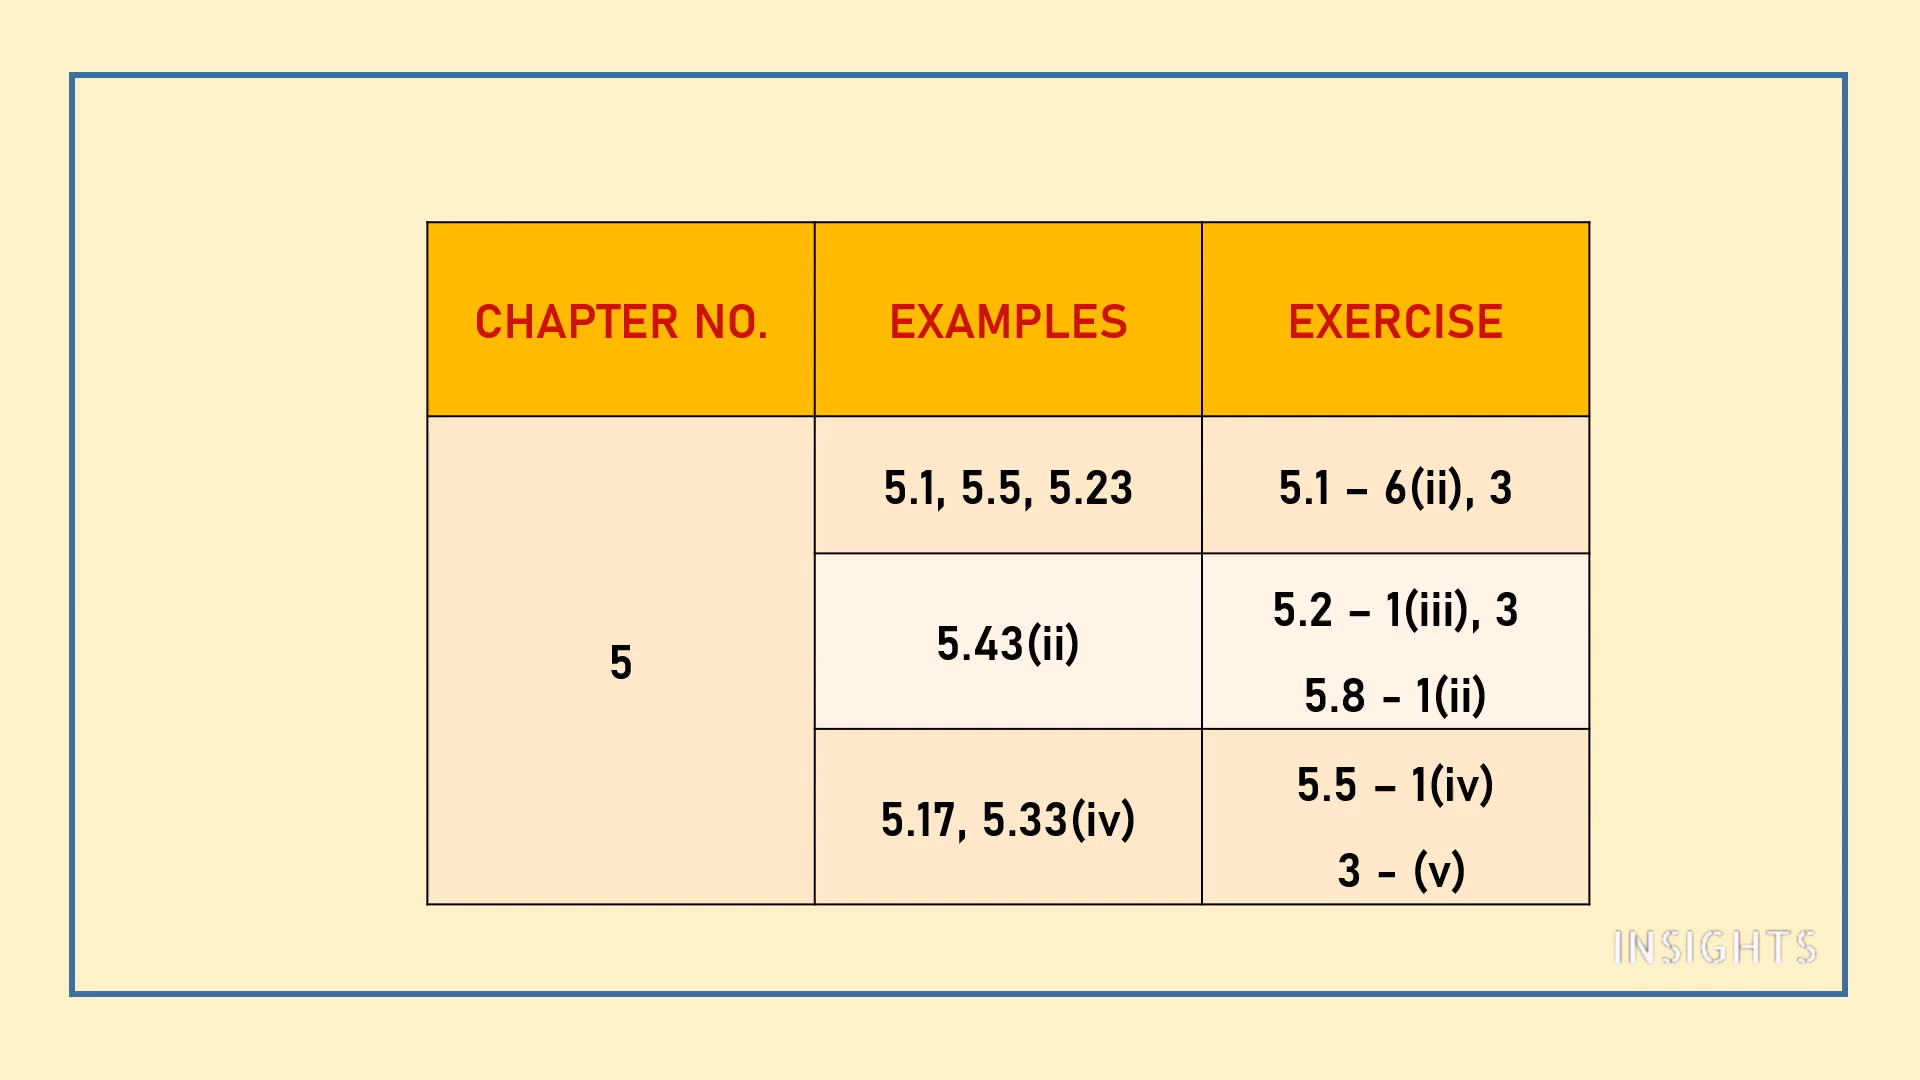 CHAPTER NO. EXAMPLES EXERCISE
5.1, 5.5, 5.23 5.1 – 6(ii), 3
5 5.43(ii) 5.2 – 1(iii), 3
5.8 - 1(ii)
5.17, 5.33(iv) 5.5 – 1(iv)
3 - (v)
INSIGHTS